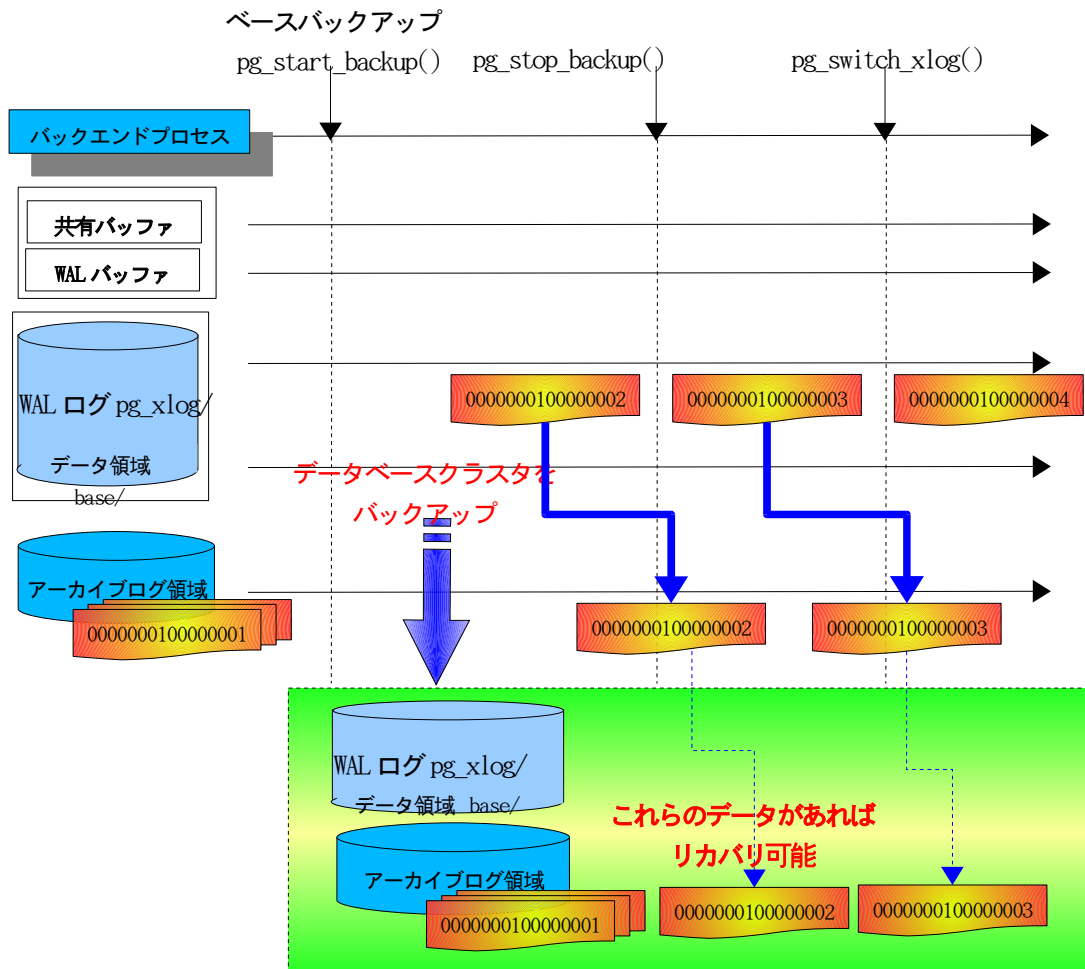 ベースバックアップ
pg_start_backup()
pg_stop_backup()
pg_switch_xlog()
バックエンドプロセス
共有バッファ
WAL バッファ
WAL ログ pg_xlog/
データ領域
base/
0000000100000002
0000000100000003
0000000100000004
データベースクラスタを
バックアップ
アーカイブログ領域
0000000100000001
0000000100000002
0000000100000003
WAL ログ pg_xlog/
データ領域 base/
これらのデータがあれば
リカバリ可能
アーカイブログ領域
0000000100000001
0000000100000002
0000000100000003